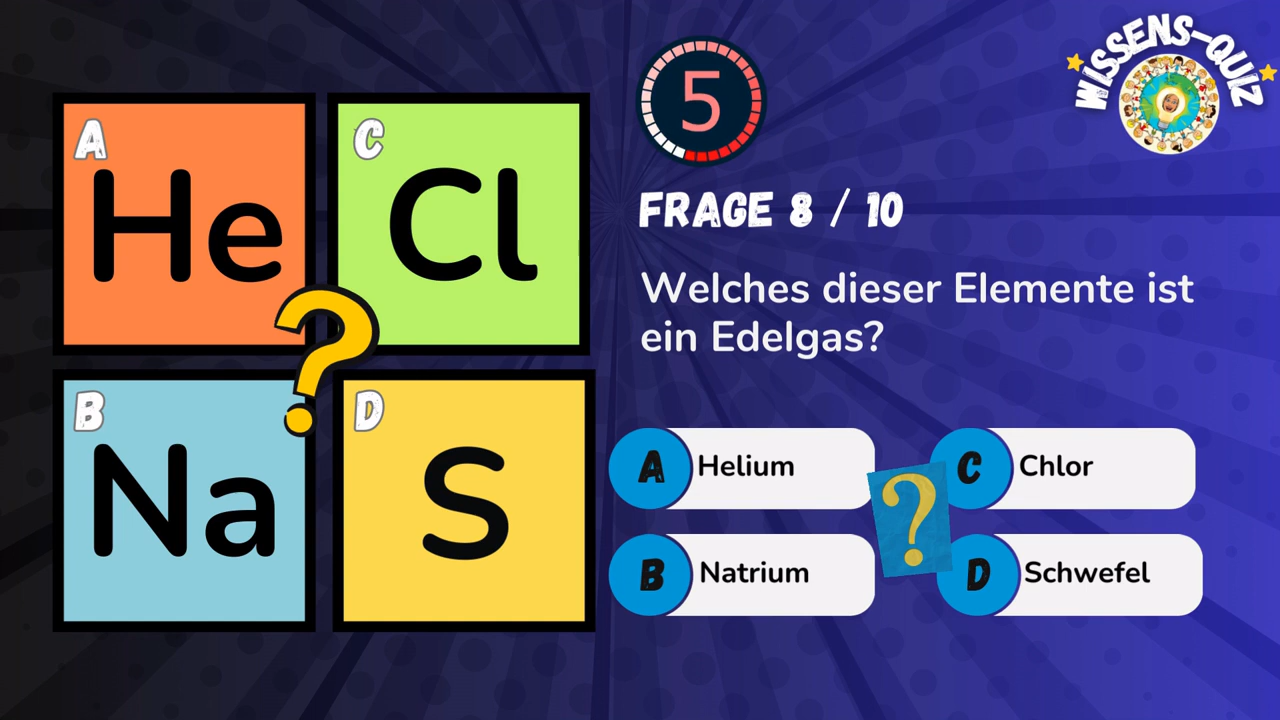 WISSENS-QUIZ
5
A
He
C
Cl
B
Na
D
S
?
FRAGE 8 / 10
Welches dieser Elemente ist
ein Edelgas?
A Helium
C Chlor
?
B Natrium
D Schwefel